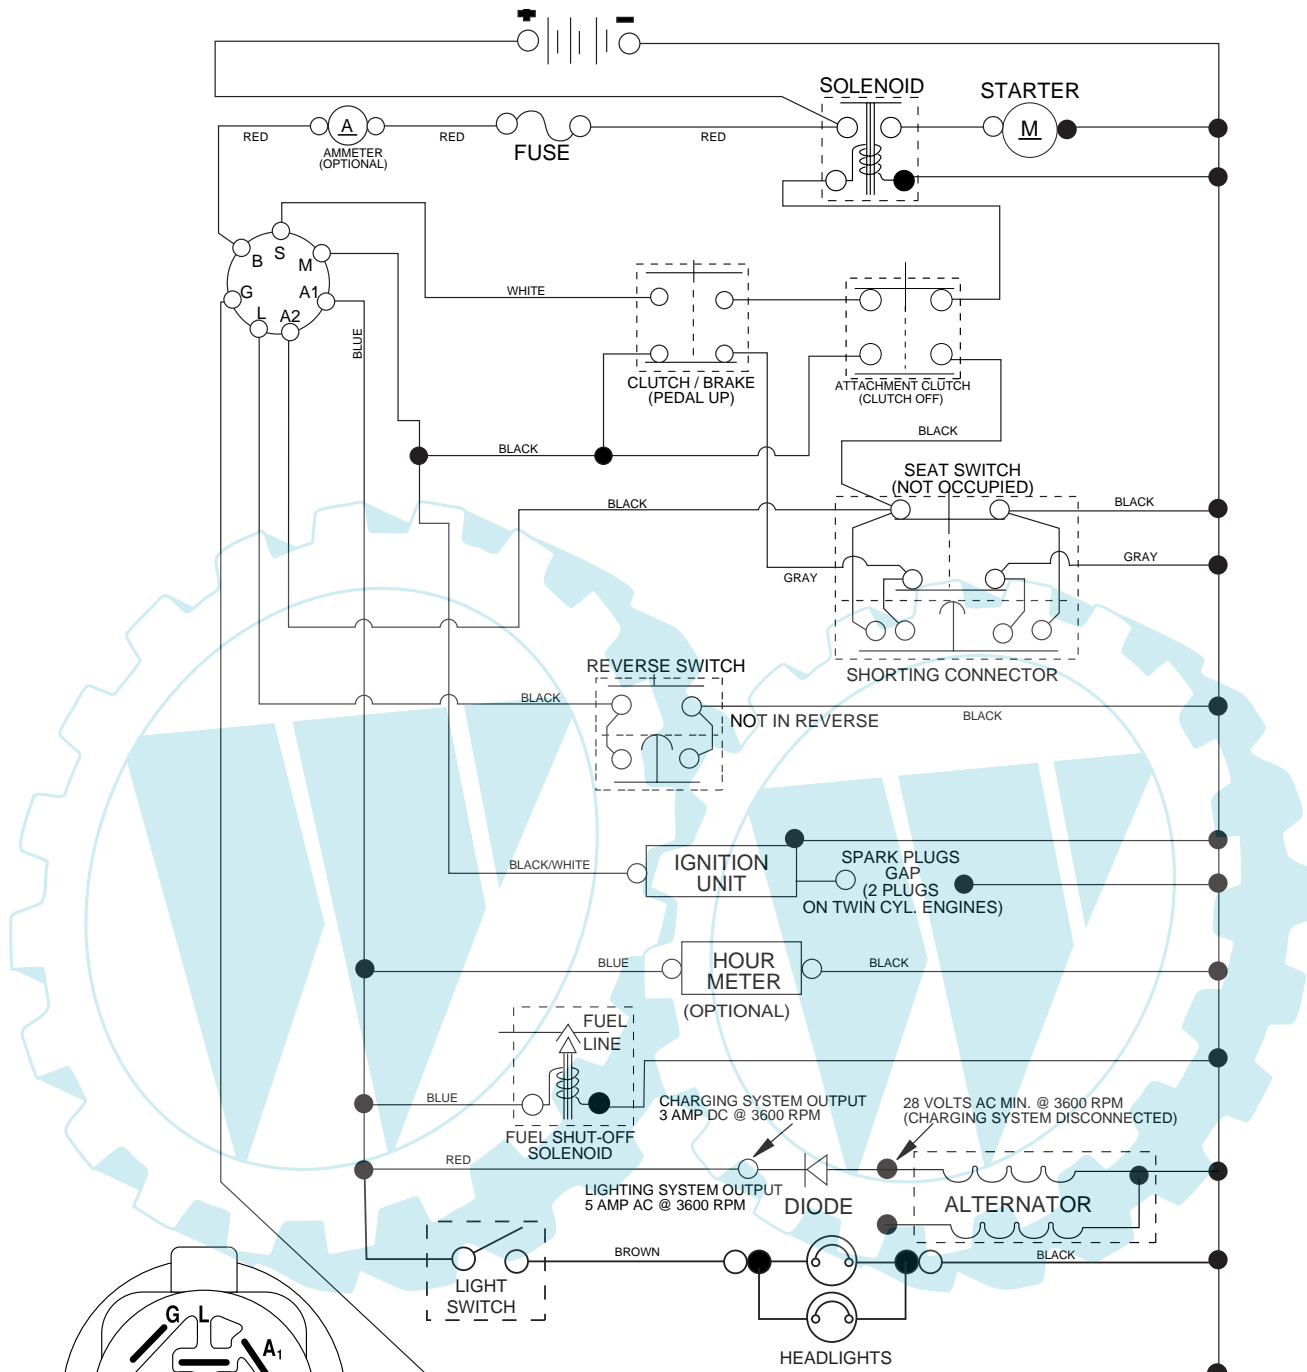 SOLENOID
STARTER
RED
A
RED
RED
M
AMMETER
(OPTIONAL)
FUSE
B
S
M
G
A1
L
A2
BLUE
WHITE
CLUTCH / BRAKE
(PEDAL UP)
ATTACHMENT CLUTCH
(CLUTCH OFF)
BLACK
BLACK
SEAT SWITCH
(NOT OCCUPIED)
BLACK
BLACK
GRAY
GRAY
SHORTING CONNECTOR
REVERSE SWITCH
BLACK
NOT IN REVERSE
BLACK
BLACK/WHITE
IGNITION
UNIT
SPARK PLUGS
GAP
(2 PLUGS
ON TWIN CYL. ENGINES)
BLUE
HOUR
METER
BLACK
(OPTIONAL)
FUEL
LINE
BLUE
FUEL SHUT-OFF
SOLENOID
CHARGING SYSTEM OUTPUT
3 AMP DC @ 3600 RPM
28 VOLTS AC MIN. @ 3600 RPM
(CHARGING SYSTEM DISCONNECTED)
RED
LIGHTING SYSTEM OUTPUT
5 AMP AC @ 3600 RPM
DIODE
ALTERNATOR
BROWN
BLACK
LIGHT
SWITCH
HEADLIGHTS
G
L
A1